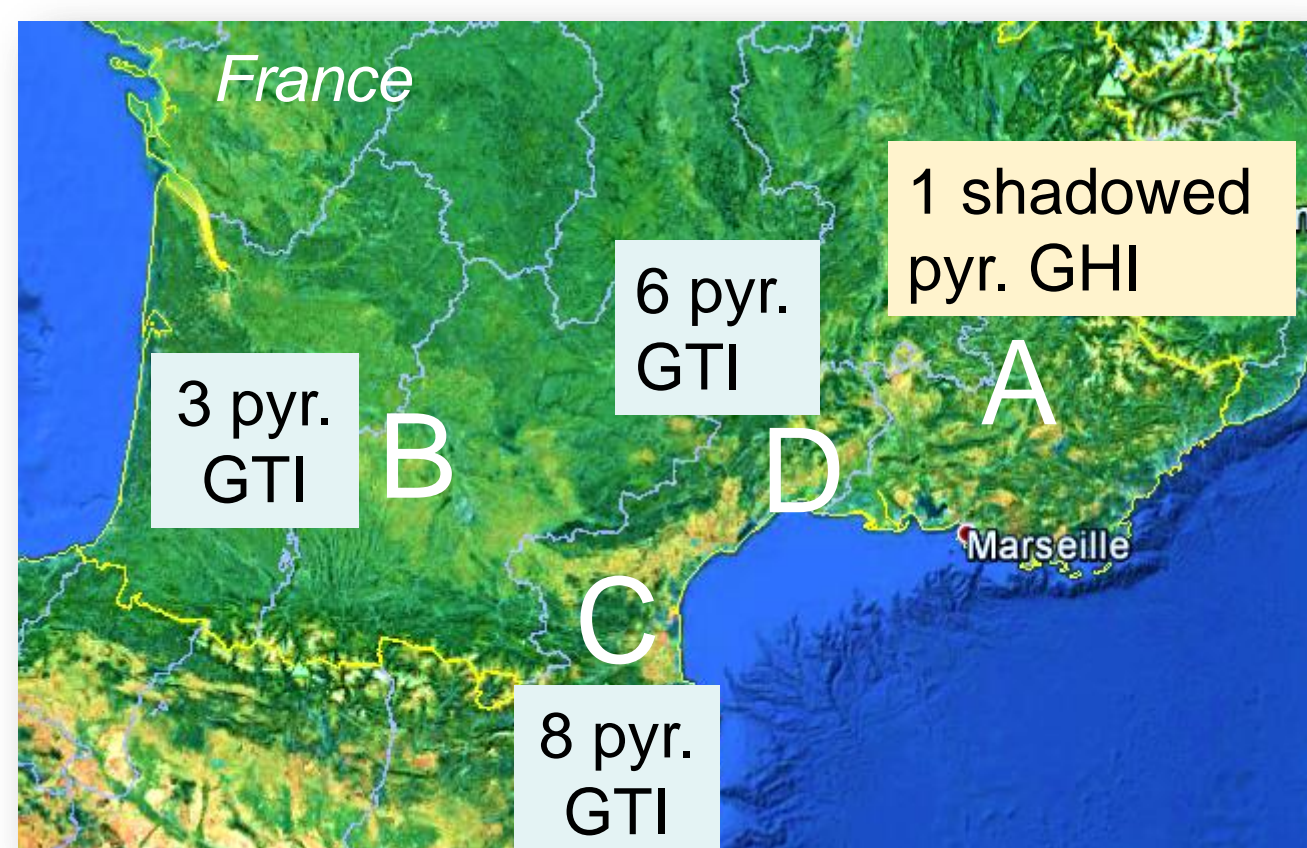 France
1 shadowed
pyr. GHI
6 pyr.
GTI
A
3 pyr.
GTI
B
D
Marseille
C
8 pyr.
GTI